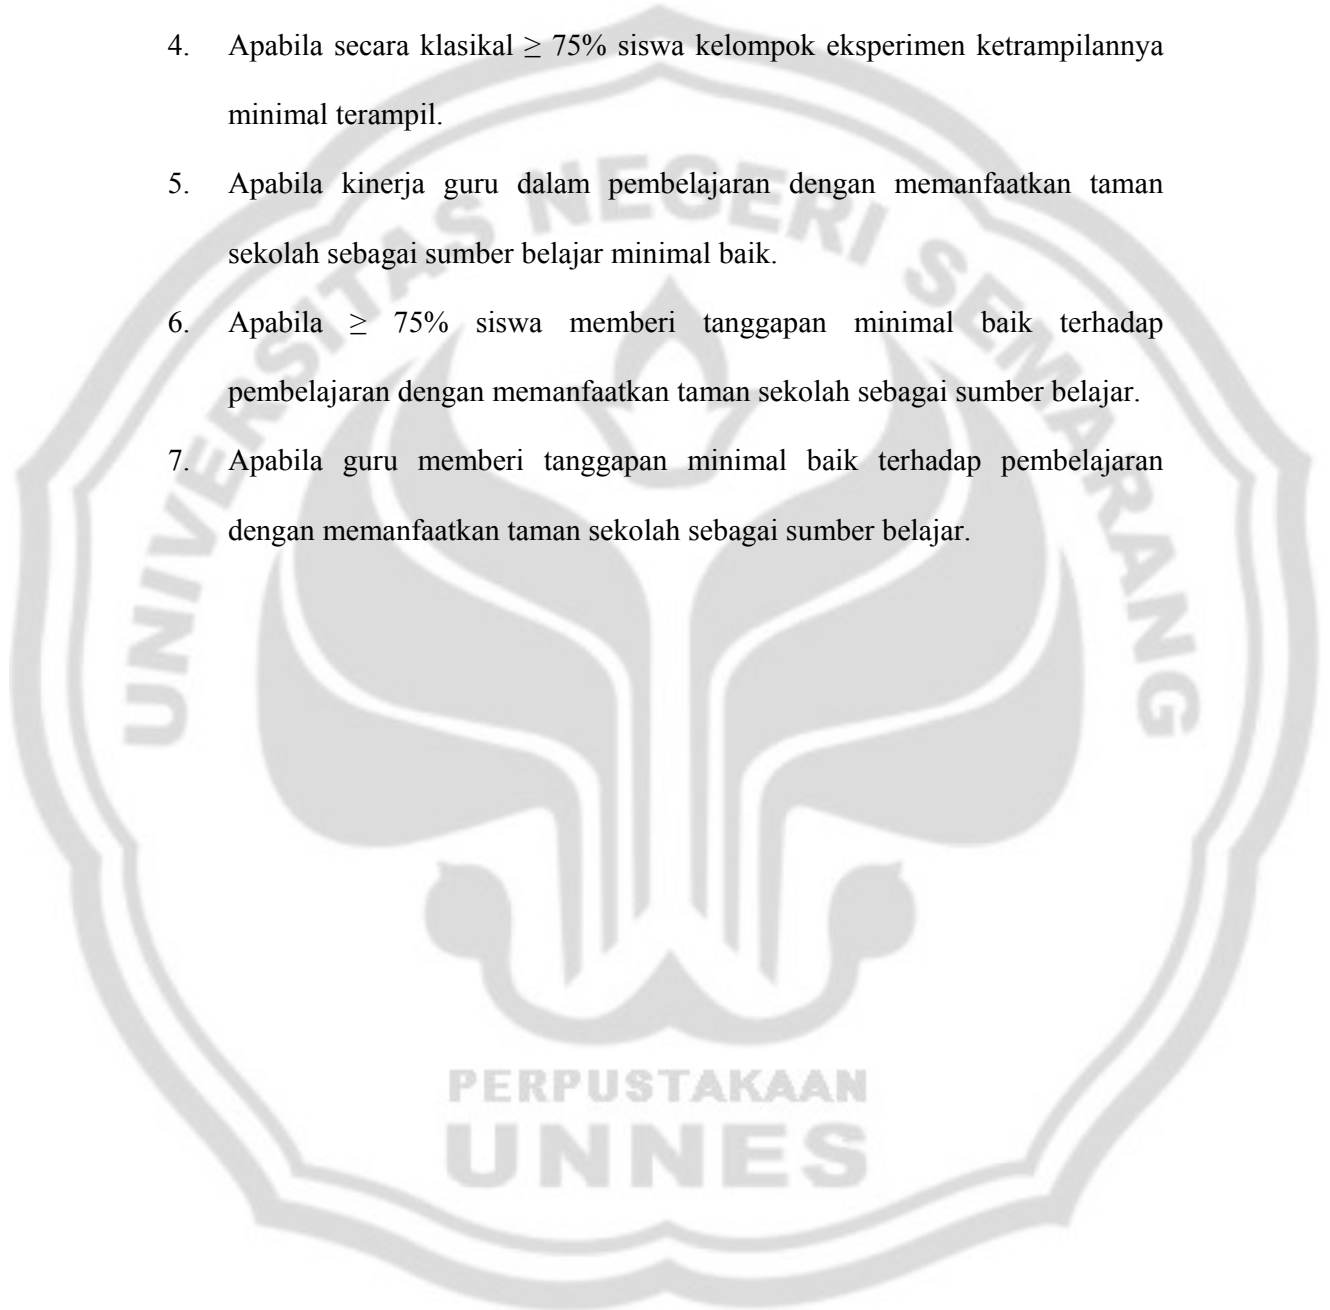 4. Apabila secara klasikal ≥ 75% siswa kelompok eksperimen ketrampilannya
minimal terampil.
5. Apabila kinerja guru dalam pembelajaran dengan memanfaatkan taman
sekolah sebagai sumber belajar minimal baik.
6. Apabila ≥ 75% siswa memberi tanggapan minimal baik terhadap
pembelajaran dengan memanfaatkan taman sekolah sebagai sumber belajar.
7. Apabila guru memberi tanggapan minimal baik terhadap pembelajaran
dengan memanfaatkan taman sekolah sebagai sumber belajar.
UNIVERSITAS NEGERI SEMARANG
PERPUSTAKAAN
UNNES